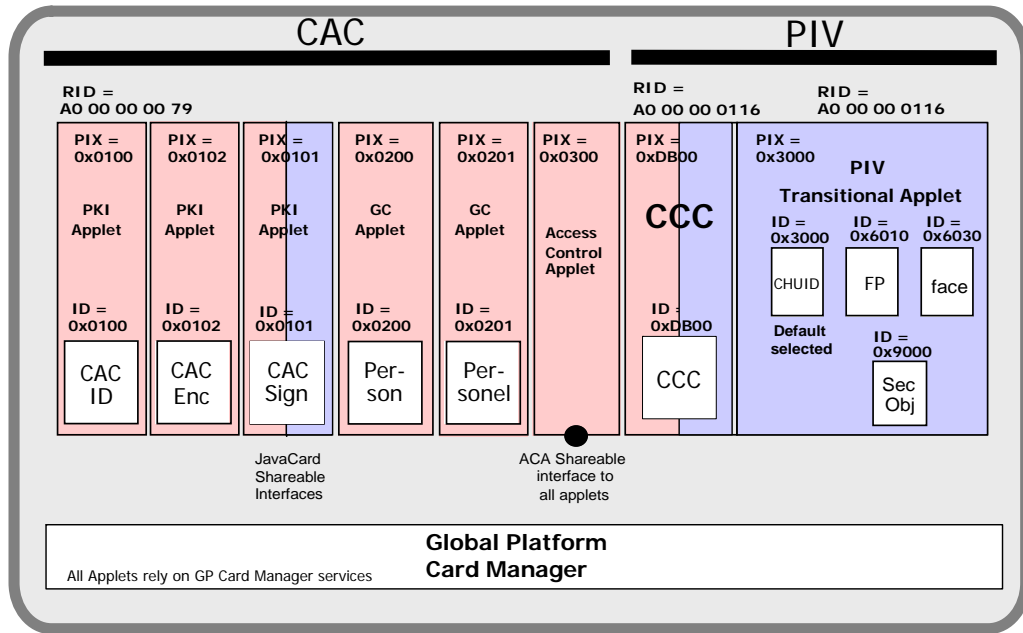 CAC
PIV
RID =
A0 00 00 00 79
RID =
A0 00 00 0116
RID =
A0 00 00 0116
PIX =
0x0100
PKI
Applet
ID =
0x0100
CAC
ID
PIX =
0x0102
PKI
Applet
ID =
0x0102
CAC
Enc
PIX =
0x0101
PKI
Applet
ID =
0x0101
CAC
Sign
PIX =
0x0200
GC
Applet
ID =
0x0200
Per-
son
PIX =
0x0201
GC
Applet
ID =
0x0201
Per-
sonel
PIX =
0x0300
Access
Control
Applet
PIX =
0xDB00
CCC
ID =
0xDB00
CCC
PIX =
0x3000
PIV
Transitional Applet
ID =
0x3000
CHUID
Default
selected
ID =
0x6010
FP
ID =
0x6030
face
ID =
0x9000
Sec
Obj
JavaCard
Shareable
Interfaces
ACA Shareable
interface to
all applets
Global Platform
Card Manager
All Applets rely on GP Card Manager services